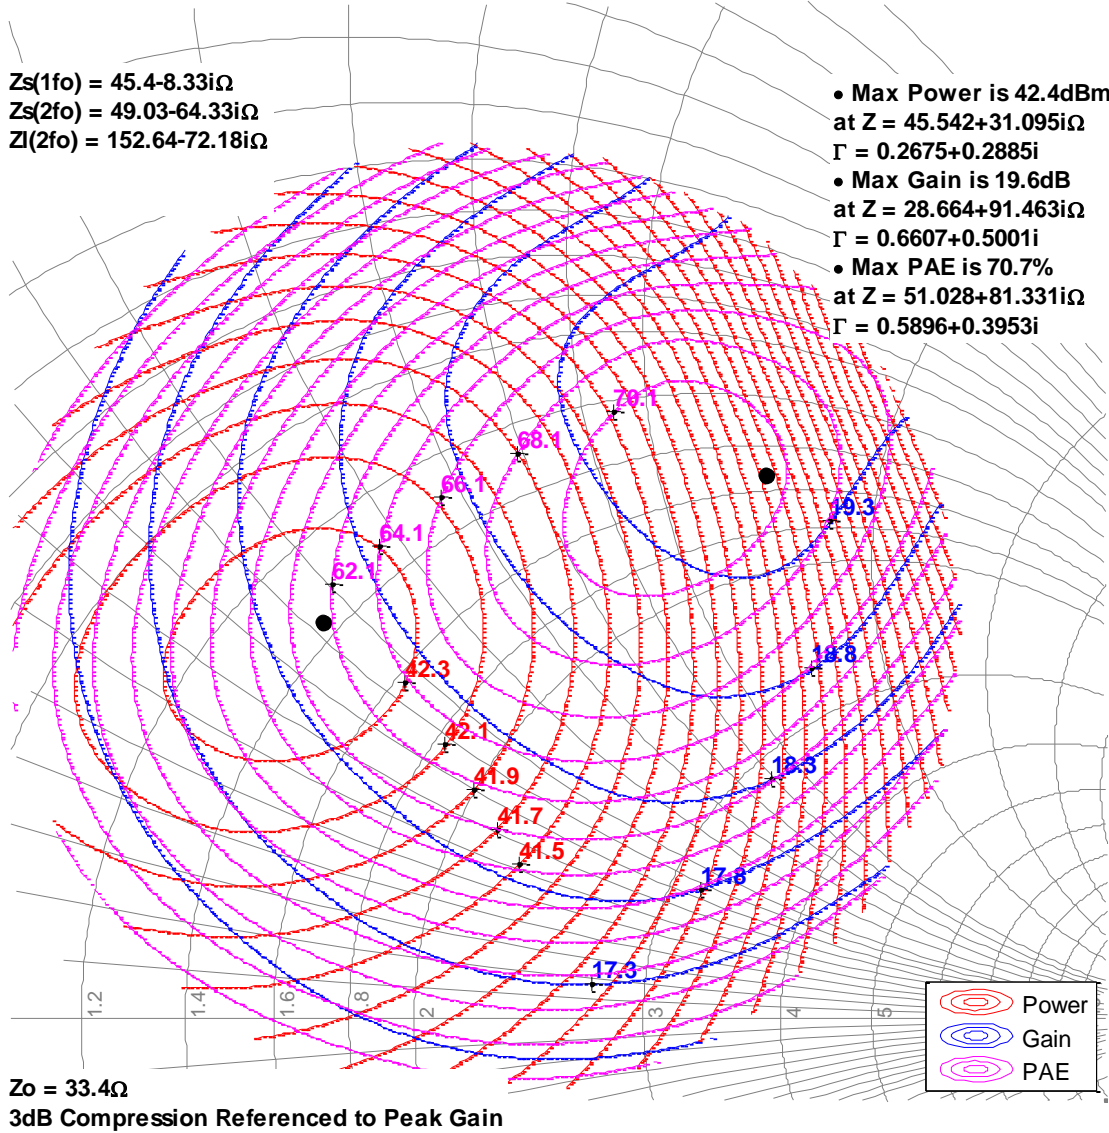 Zs(1fo) = 45.4-8.33iΩ
Zs(2fo) = 49.03-64.33iΩ
Zl(2fo) = 152.64-72.18iΩ
• Max Power is 42.4dBm
at Z = 45.542+31.095iΩ
Γ = 0.2675+0.2885i
• Max Gain is 19.6dB
at Z = 28.664+91.463iΩ
Γ = 0.6607+0.5001i
• Max PAE is 70.7%
at Z = 51.028+81.331iΩ
Γ = 0.5896+0.3953i
70.1
68.1
66.1
64.1
62.1
19.3
18.8
18.3
17.8
17.3
42.3
42.1
41.9
41.7
41.5
1.2
1.4
1.6
1.8
2
3
4
5
Power
Gain
PAE
Zo = 33.4Ω
3dB Compression Referenced to Peak Gain